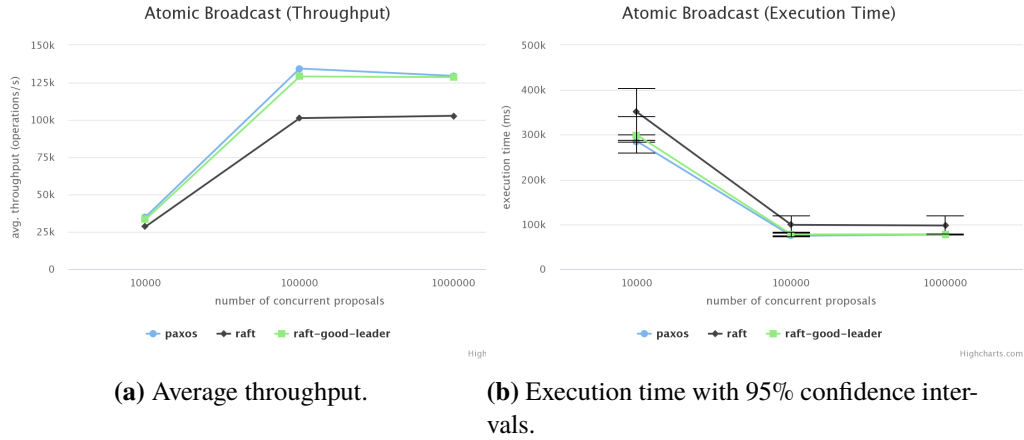 Atomic Broadcast (Throughput)
avg. throughput (operations/s)
150k
125k
100k
75k
50k
25k
0
10000
100000
1000000
number of concurrent proposals
paxos
raft
raft-good-leader
High
(a) Average throughput.
Atomic Broadcast (Execution Time)
execution time (ms)
500k
400k
300k
200k
100k
0
10000
100000
1000000
number of concurrent proposals
paxos
raft
raft-good-leader
Highcharts.com
(b) Execution time with 95% confidence inter-
vals.